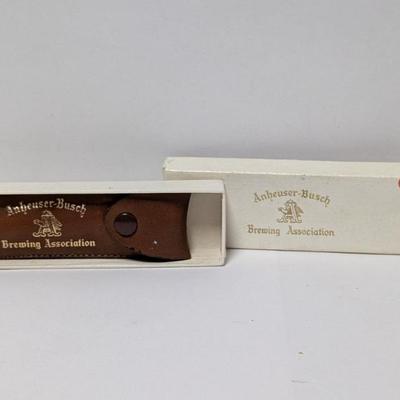 Anheuser-Busch
Brewing Association
Anheuser-Busch
Brewing Association